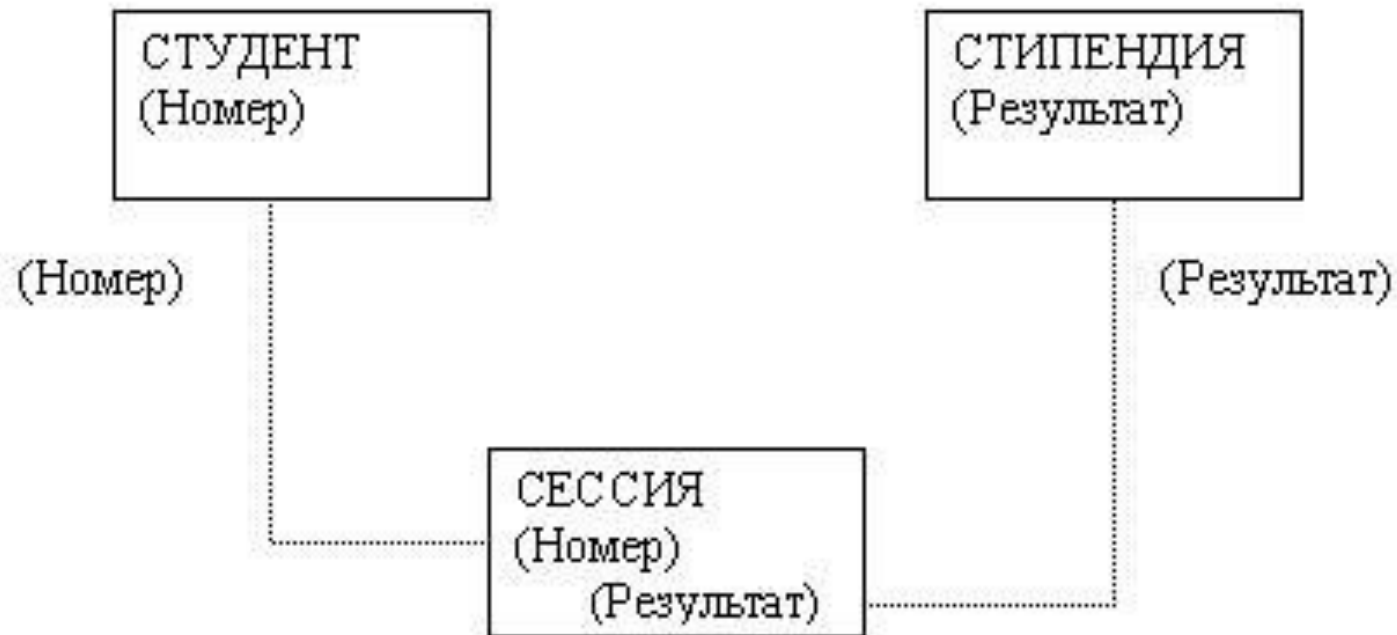 СТУДЕНТ
(Номер)
СТИПЕНДИЯ
(Результат)
(Номер)
(Результат)
СЕССИЯ
(Номер)
(Результат)